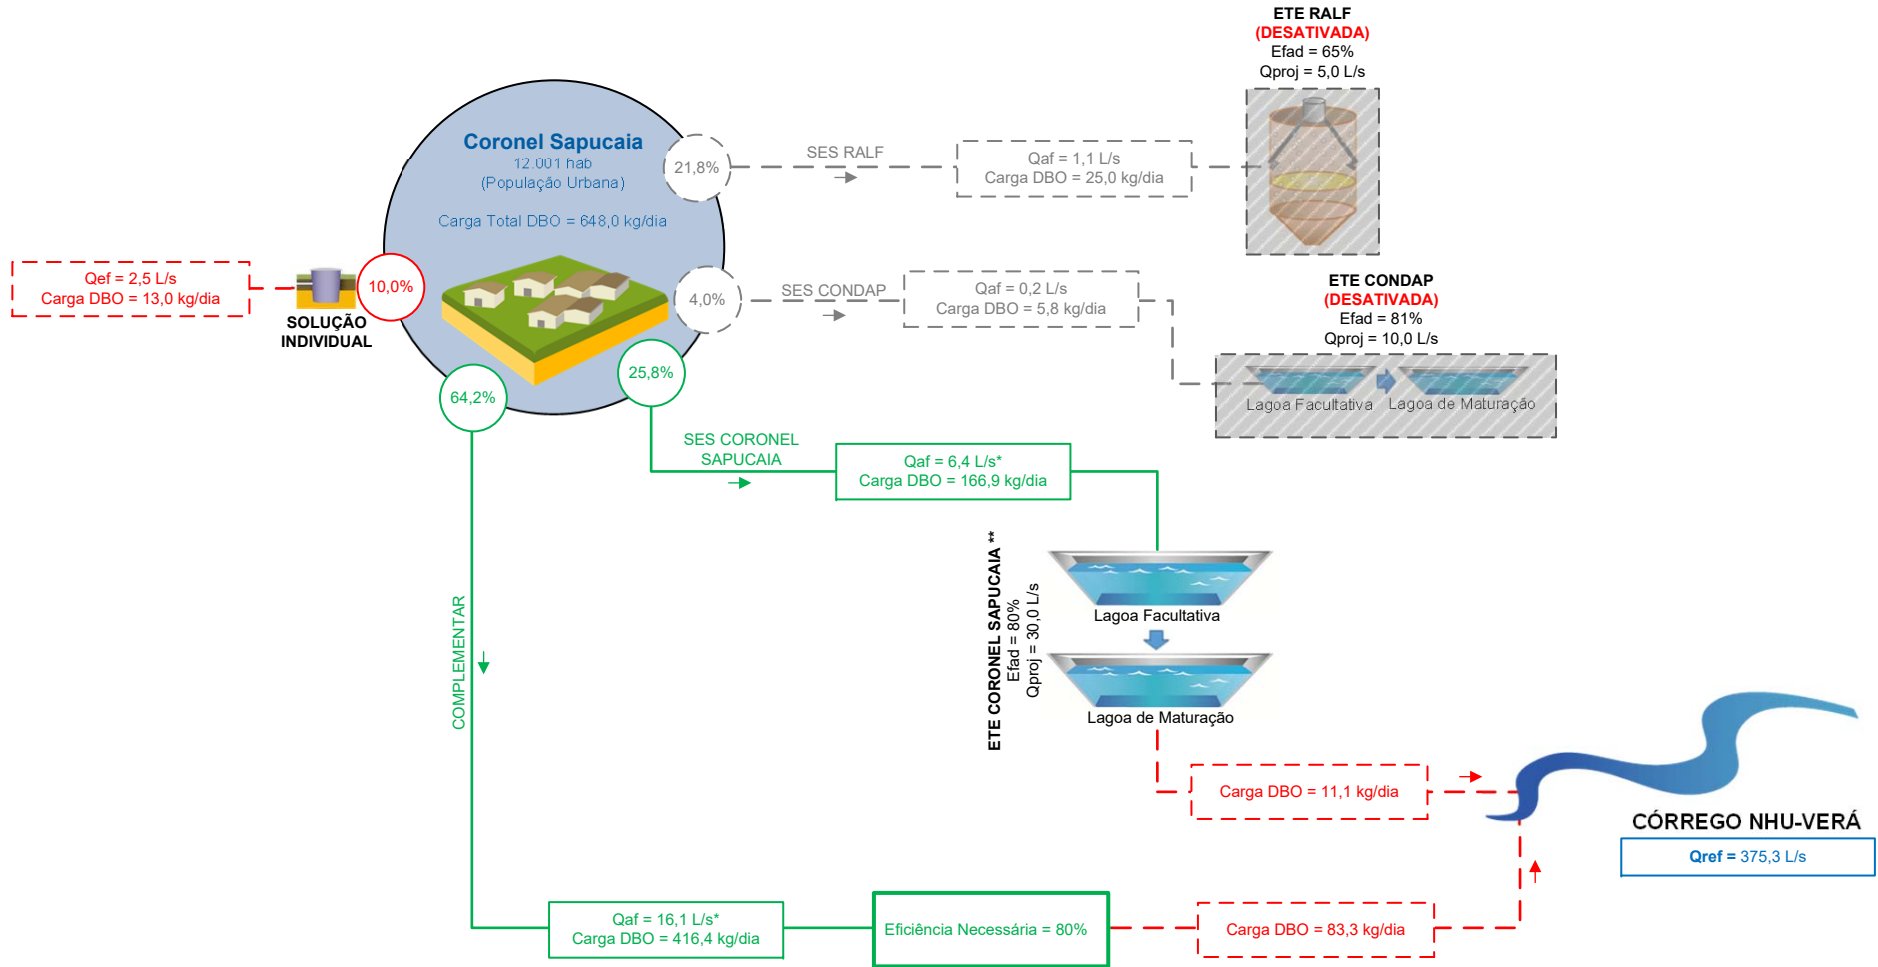 ETE RALF
(DESATIVADA)
Efad = 65%
Qproj = 5,0 L/s
Coronel Sapucaia
12.001 hab
(População Urbana)
Carga Total DBO = 648,0 kg/dia
21,8%
SES RALF
Qaf = 1,1 L/s
Carga DBO = 25,0 kg/dia
Qef = 2,5 L/s
Carga DBO = 13,0 kg/dia
SOLUÇÃO
INDIVIDUAL
10,0%
4,0%
SES CONDAP
Qaf = 0,2 L/s
Carga DBO = 5,8 kg/dia
ETE CONDAP
(DESATIVADA)
Efad = 81%
Qproj = 10,0 L/s
Lagoa Facultativa
Lagoa de Maturação
64,2%
25,8%
SES CORONEL
SAPUCAIA
Qaf = 6,4 L/s*
Carga DBO = 166,9 kg/dia
ETE CORONEL SAPUCAIA **
Efad = 80%
Qproj = 30,0 L/s
Lagoa Facultativa
Lagoa de Maturação
COMPLEMENTAR
Carga DBO = 11,1 kg/dia
CÓRREGO NHU-VERÁ
Qref = 375,3 L/s
Qaf = 16,1 L/s*
Carga DBO = 416,4 kg/dia
Eficiência Necessária = 80%
Carga DBO = 83,3 kg/dia